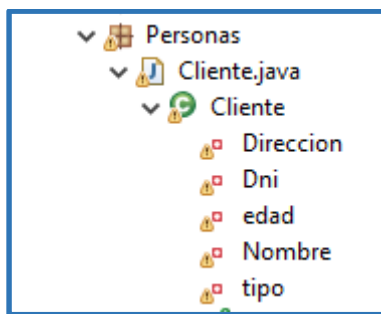 Personas
Cliente.java
Cliente
Direccion
Dni
edad
Nombre
tipo